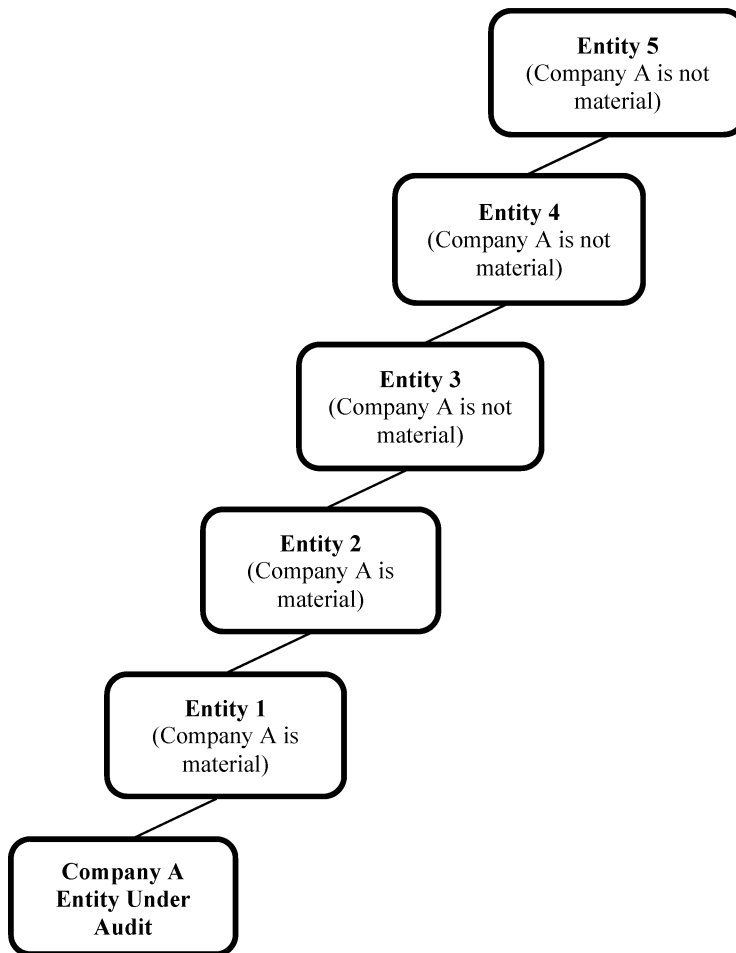 Entity 5
(Company A is not
material)
Entity 4
(Company A is not
material)
Entity 3
(Company A is not
material)
Entity 2
(Company A is
material)
Entity 1
(Company A is
material)
Company A
Entity Under
Audit